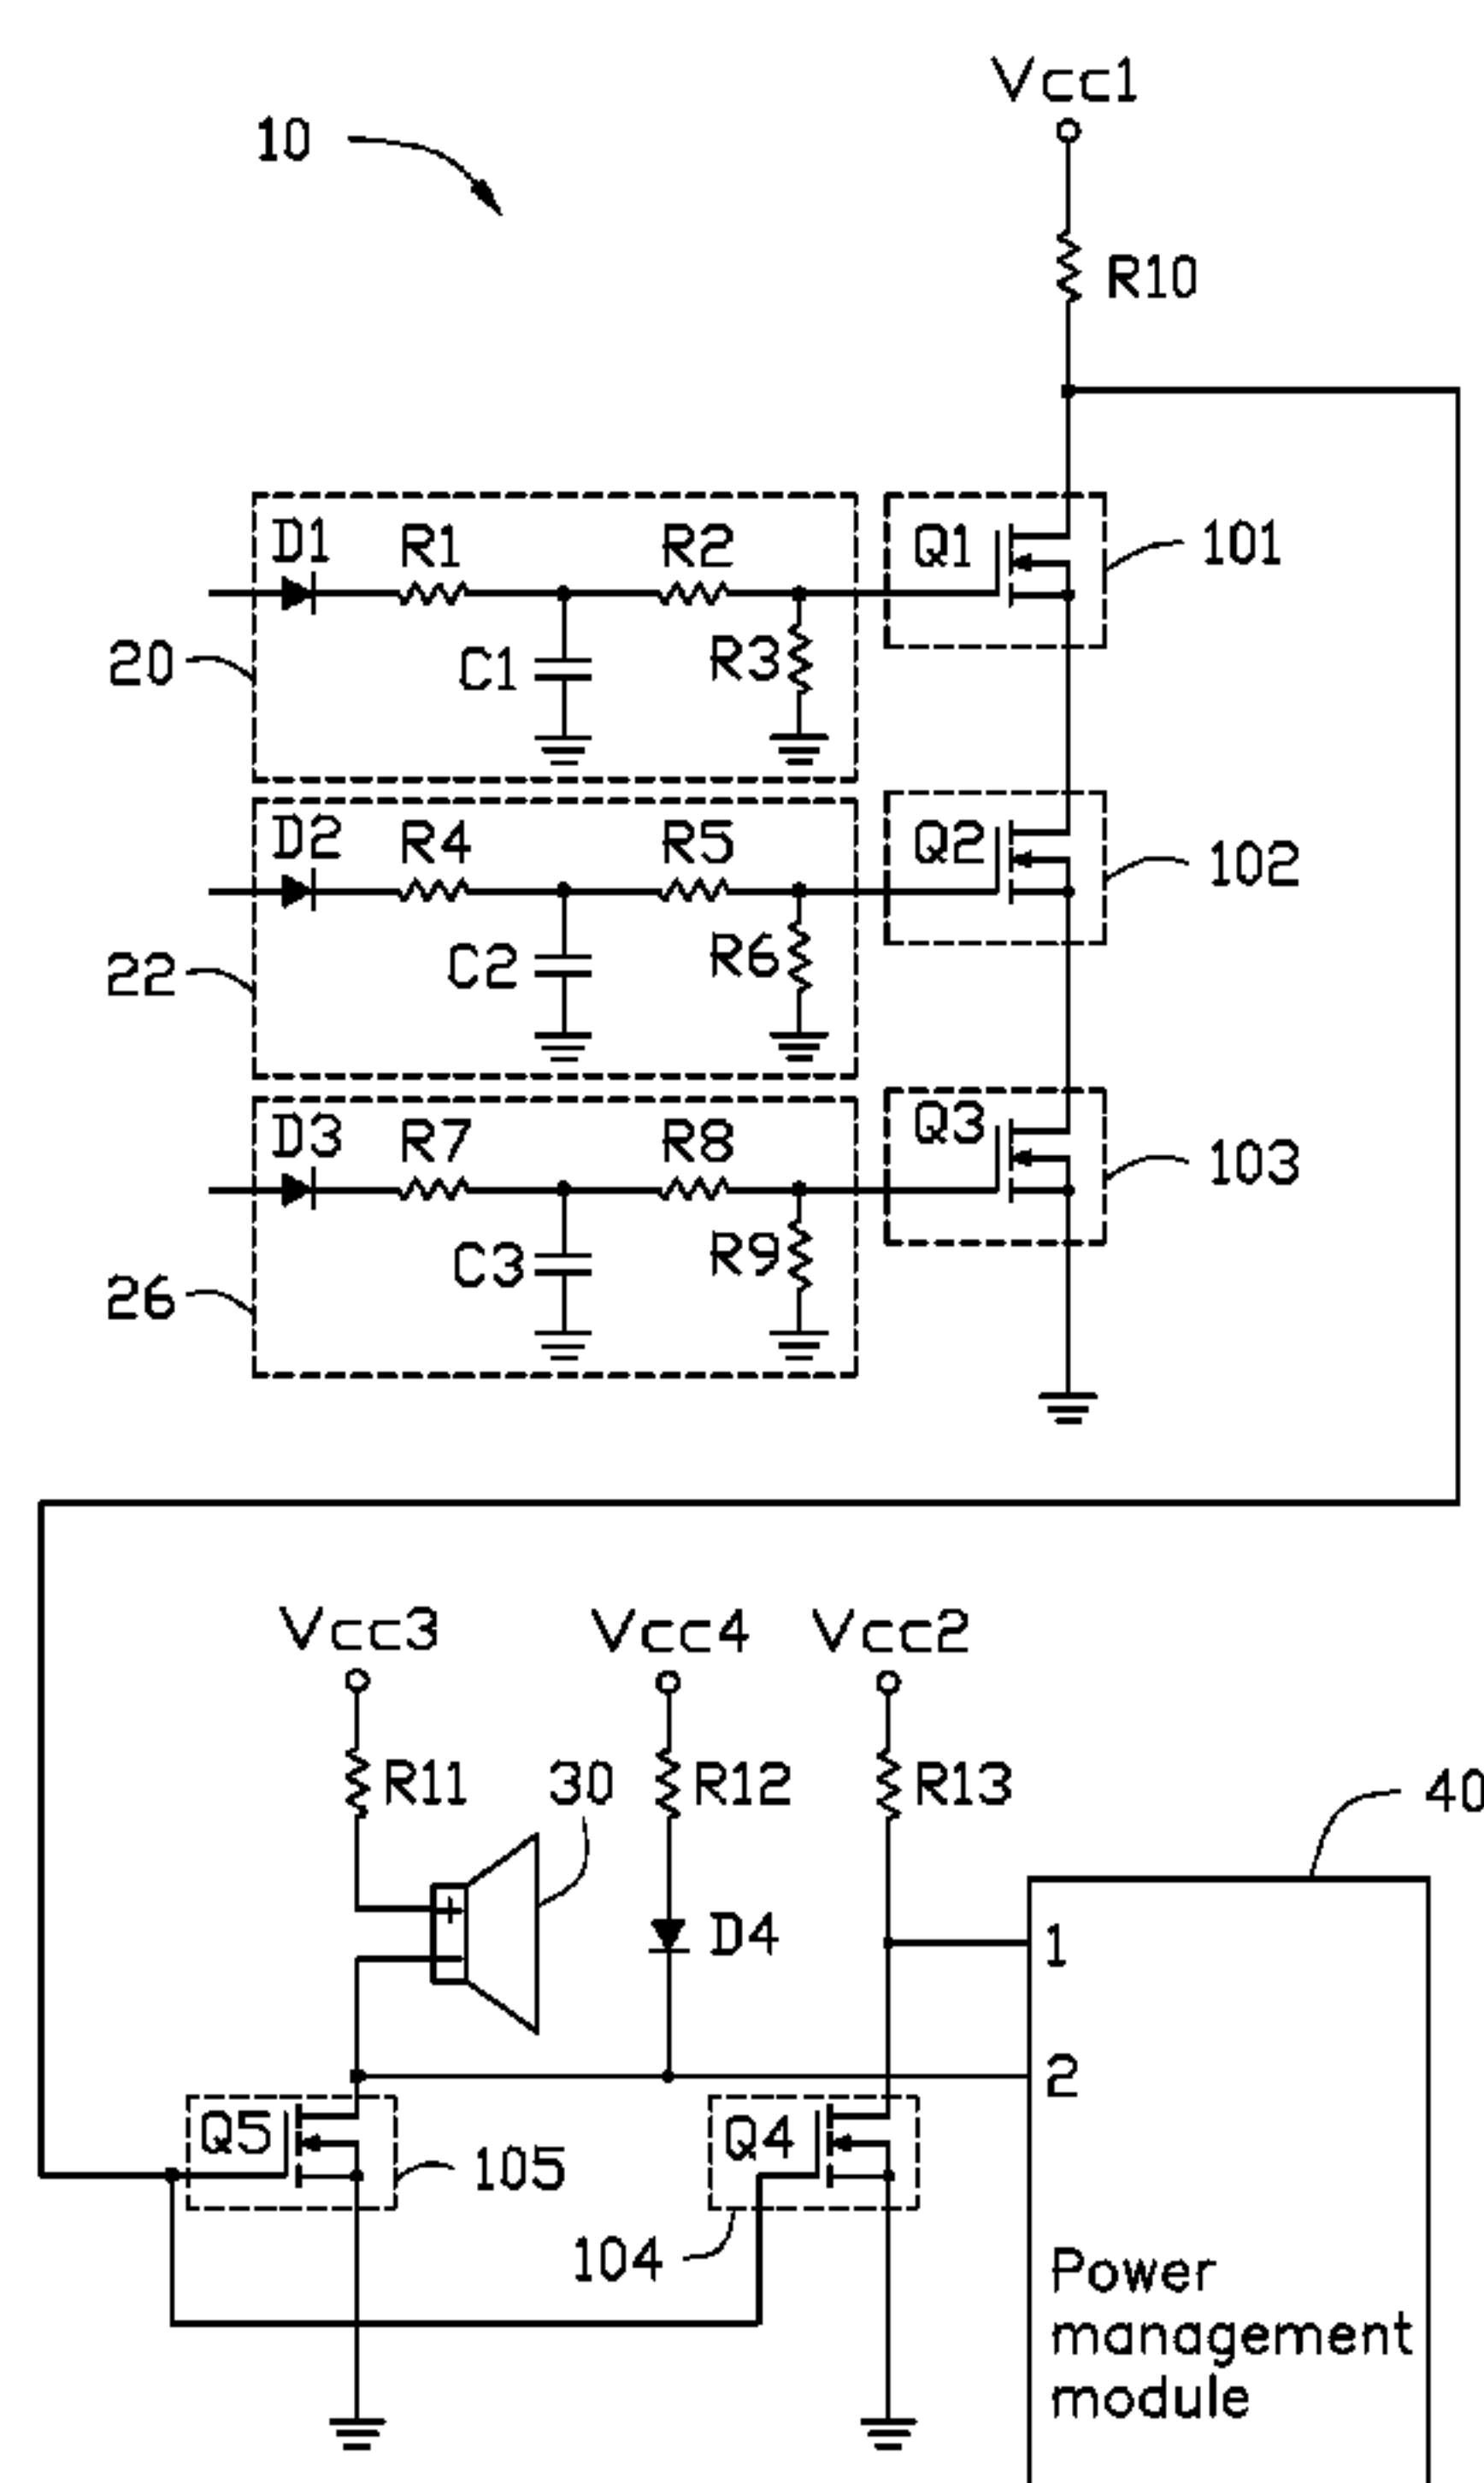 Vcc1
10
R10
D1 R1 R2 Q1 101
20 C1 R3
D2 R4 R5 Q2 102
22 C2 R6
D3 R7 R8 Q3 103
26 C3 R9
Vcc3 Vcc4 Vcc2
R11 30 R12 R13 40
+ D4 1
-
2
Q5 105 Q4
104
Power
management
module